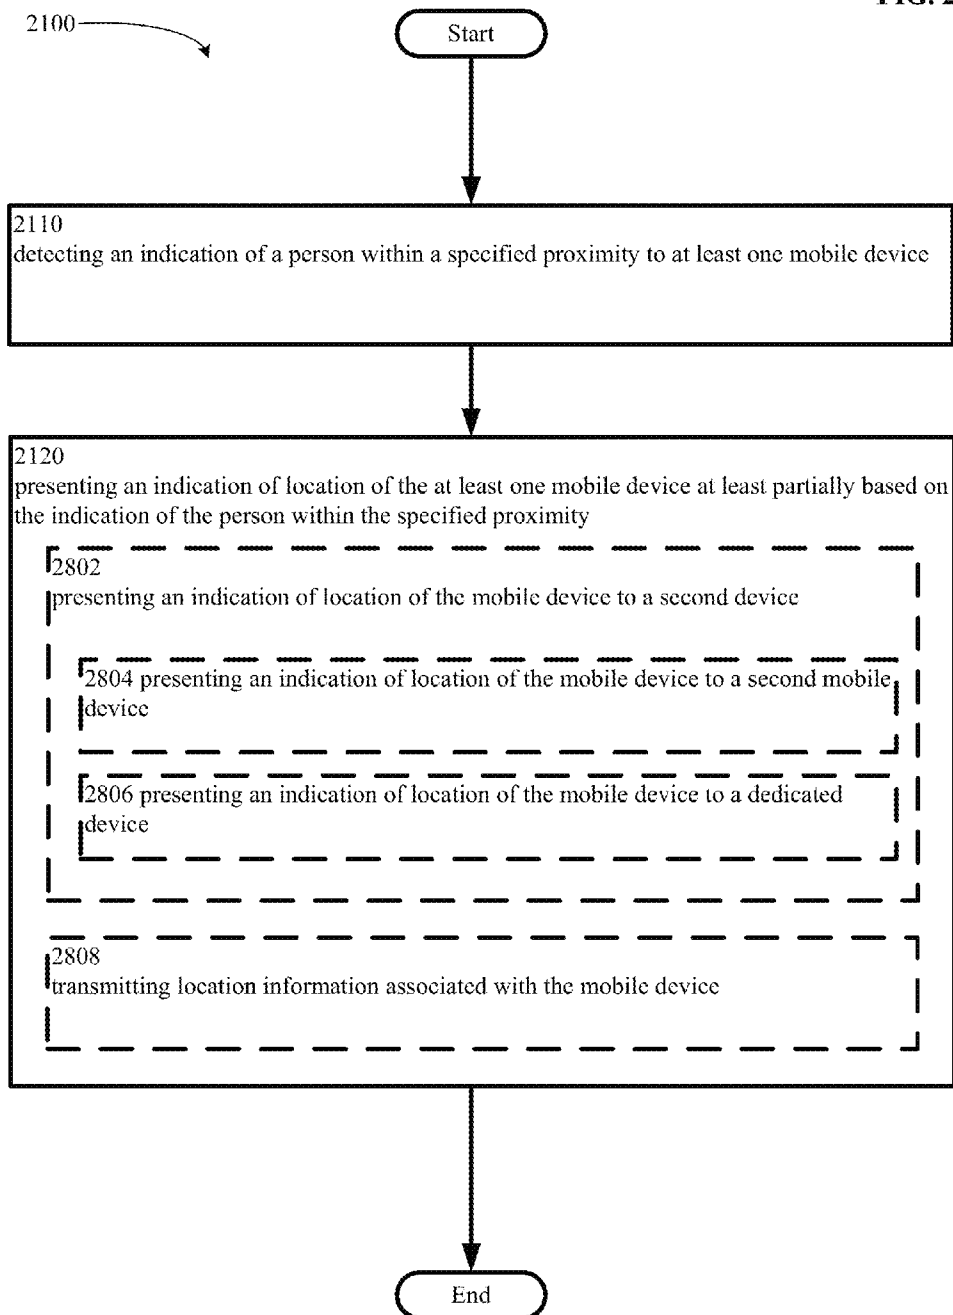 FIG. 2
2100
Start
2110
detecting an indication of a person within a specified proximity to at least one mobile device
2120
presenting an indication of location of the at least one mobile device at least partially based on
the indication of the person within the specified proximity
2802
presenting an indication of location of the mobile device to a second device
2804 presenting an indication of location of the mobile device to a second mobile
device
2806 presenting an indication of location of the mobile device to a dedicated
device
2808
transmitting location information associated with the mobile device
End